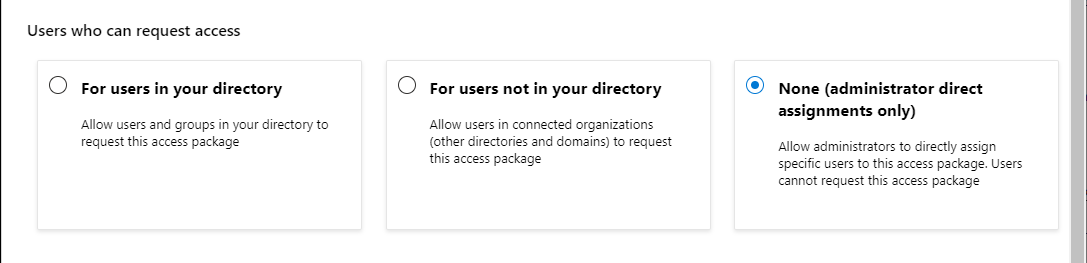 Users who can request access
For users in your directory
Allow users and groups in your directory to
request this access package
For users not in your directory
Allow users in connected organizations
(other directories and domains) to request
this access package
None (administrator direct
assignments only)
Allow administrators to directly assign
specific users to this access package. Users
cannot request this access package